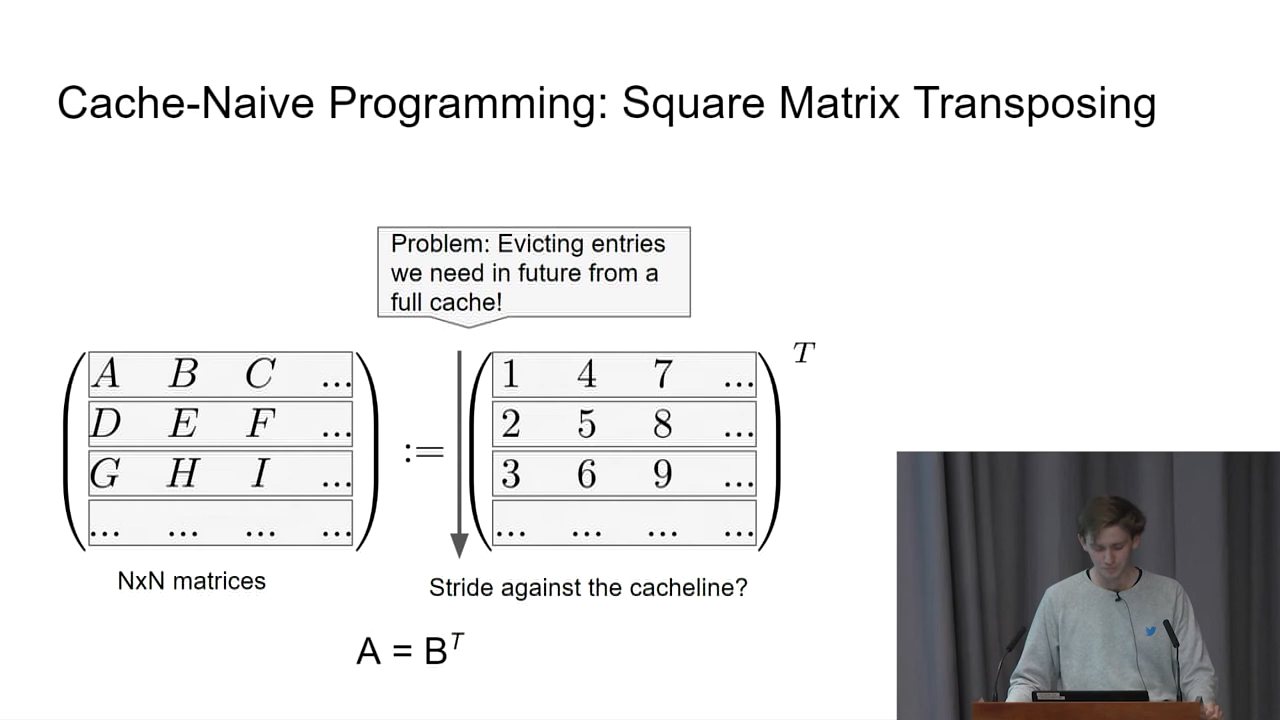 Cache-Naive Programming: Square Matrix Transposing
Problem: Evicting entries
we need in future from a
full cache!
A B C ...
D E F ...
G H I ...
... ... ... ...
:=
1 4 7 ...
2 5 8 ...
3 6 9 ...
... ... ... ...
T
NxN matrices
Stride against the cacheline?
A = Bᵀ